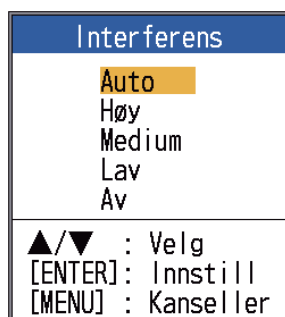 Interferens
Auto
Høy
Medium
Lav
Av
▲/▼ : Velg
[ENTER]: Innstill
[MENU] : Kanseller